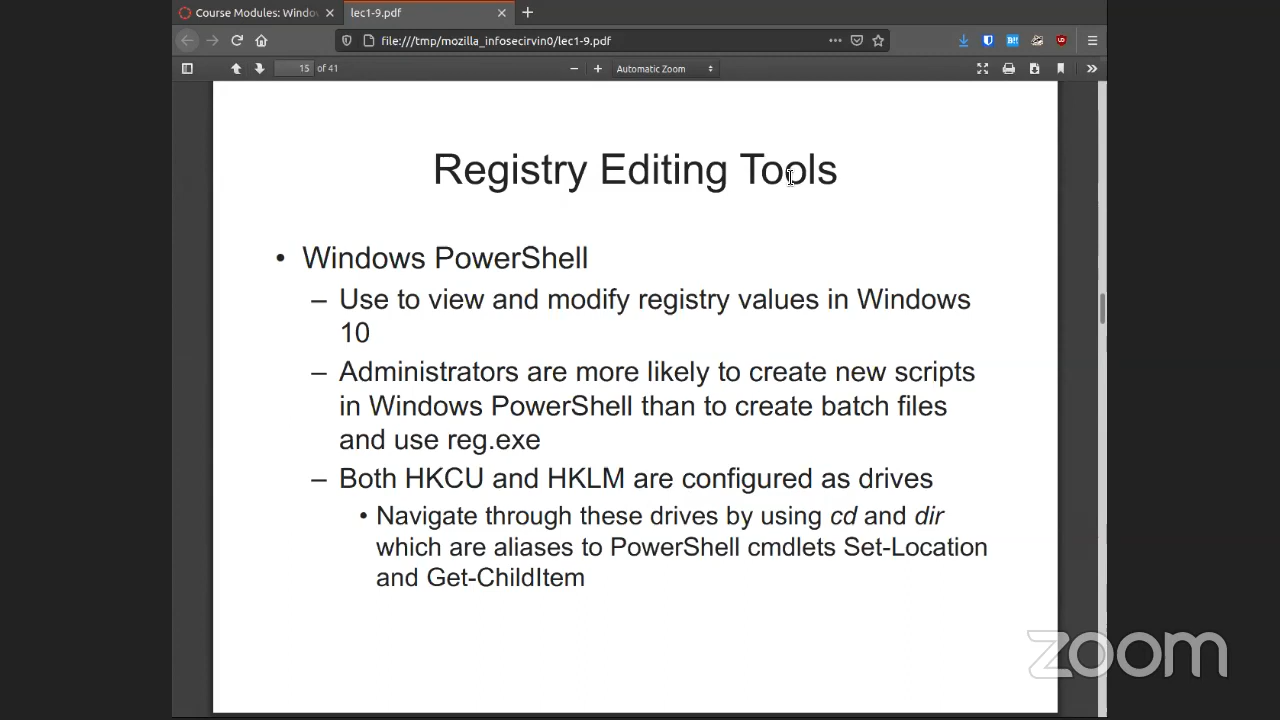 Course Modules: Windo
lec1-9.pdf
file:///tmp/mozilla_infosecirvin0/lec1-9.pdf
15 of 41
Automatic Zoom
Registry Editing Tools
• Windows PowerShell
– Use to view and modify registry values in Windows
10
– Administrators are more likely to create new scripts
in Windows PowerShell than to create batch files
and use reg.exe
– Both HKCU and HKLM are configured as drives
• Navigate through these drives by using cd and dir
which are aliases to PowerShell cmdlets Set-Location
and Get-ChildItem
zoom